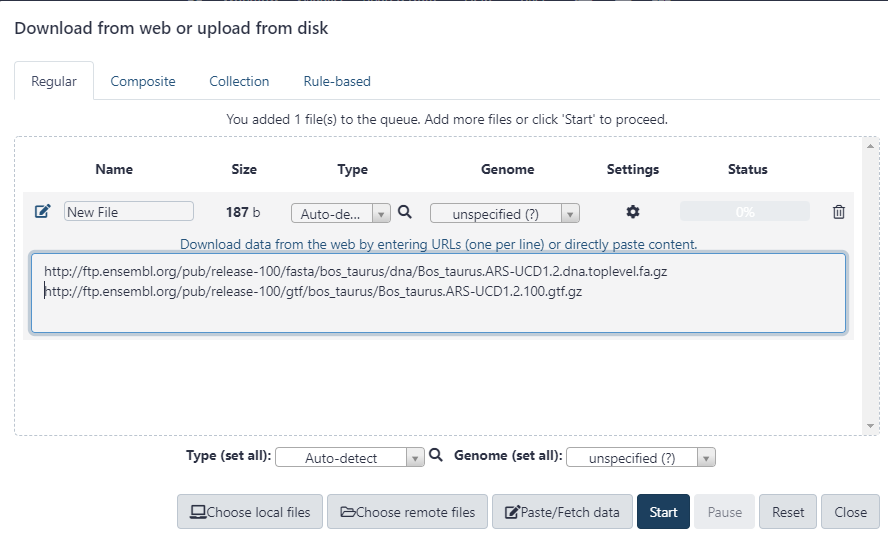 Download from web or upload from disk
Regular Composite Collection Rule-based
You added 1 file(s) to the queue. Add more files or click 'Start' to proceed.
Name Size Type Genome Settings Status
New File 187 b Auto-de... unspecified (?) 0%
Download data from the web by entering URLs (one per line) or directly paste content.
http://ftp.ensembl.org/pub/release-100/fasta/bos_taurus/dna/Bos_taurus.ARS-UCD1.2.dna.toplevel.fa.gz
http://ftp.ensembl.org/pub/release-100/gtf/bos_taurus/Bos_taurus.ARS-UCD1.2.100.gtf.gz
Type (set all): Auto-detect Genome (set all): unspecified (?)
Choose local files Choose remote files Paste/Fetch data Start Pause Reset Close